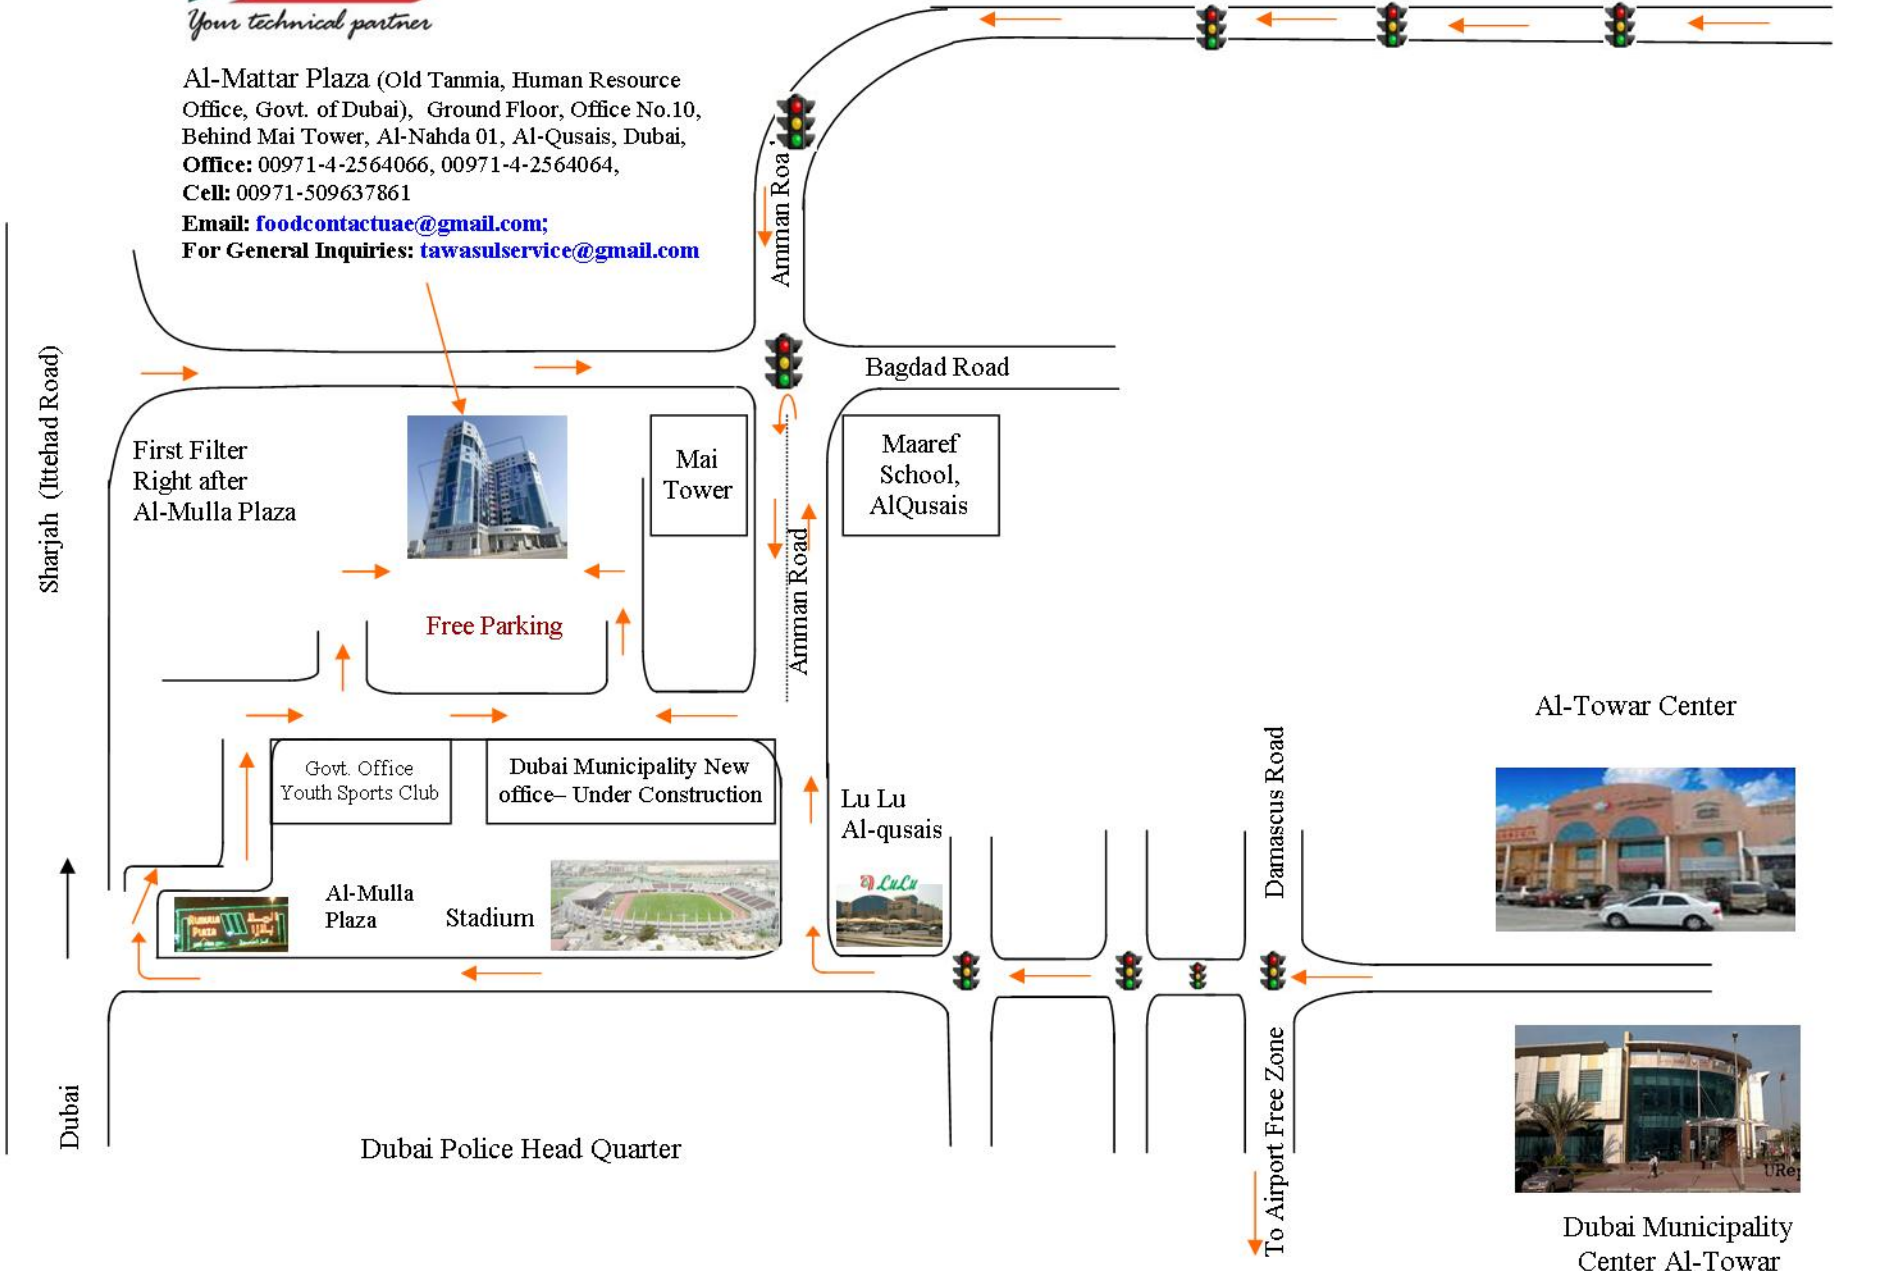 Your technical partner
Al-Mattar Plaza (Old Tanmia, Human Resource
Office, Govt. of Dubai),  Ground Floor, Office No.10,
Behind Mai Tower, Al-Nahda 01, Al-Qusais, Dubai,
Office: 00971-4-2564066, 00971-4-2564064,
Cell: 00971-509637861
Email: foodcontactuae@gmail.com;
For General Inquiries: tawasulservice@gmail.com
Amman Roa
Bagdad Road
Sharjah (Ittehad Road)
First Filter
Right after
Al-Mulla Plaza
Mai
Tower
Maaref
School,
AlQusais
Amman Road
Free Parking
Al-Towar Center
Govt. Office
Youth Sports Club
Dubai Municipality New
office– Under Construction
Lu Lu
Al-qusais
Damascus Road
LuLu
Al-Mulla
Plaza
Stadium
Almulla
Plaza
الملا
بلازا
Dubai
Dubai Police Head Quarter
To Airport Free Zone
URe
Dubai Municipality
Center Al-Towar